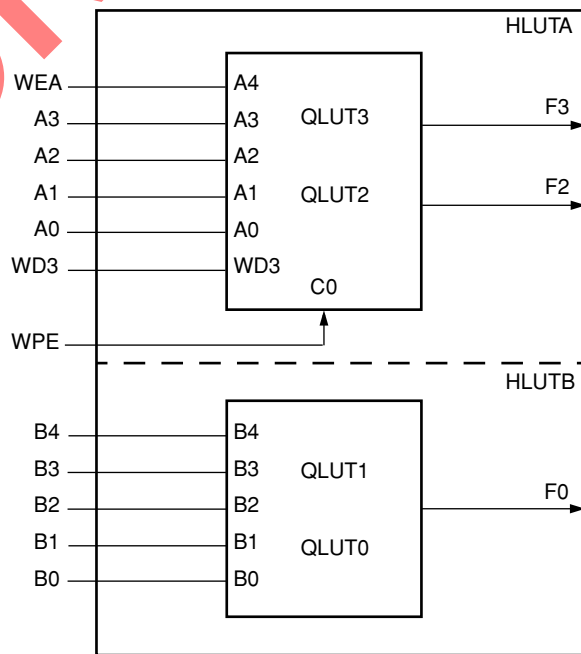 HLUTA
WEA A4
QLUT3 F3
A3 A3
A2 A2
QLUT2 F2
A1 A1
A0 A0
WD3 WD3
C0
WPE
HLUTB
B4 B4
B3 B3 QLUT1
B2 B2 F0
B1 B1 QLUT0
B0 B0